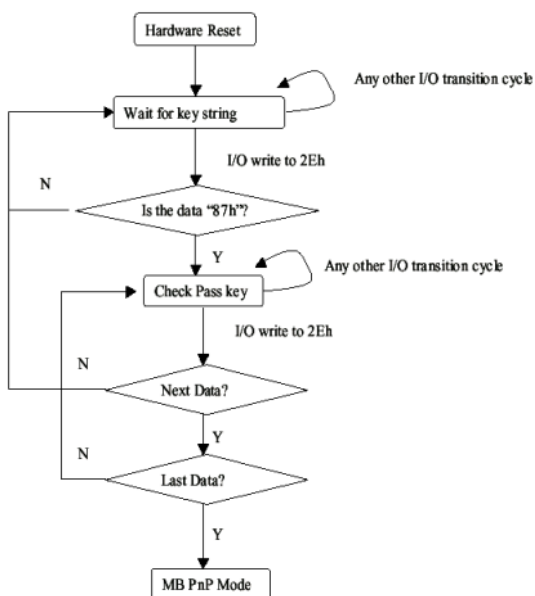 Hardware Reset
Any other I/O transition cycle
Wait for key string
I/O write to 2Eh
N
Is the data “87h”?
Y
Any other I/O transition cycle
Check Pass key
I/O write to 2Eh
N
Next Data?
Y
N
Last Data?
Y
MB PnP Mode